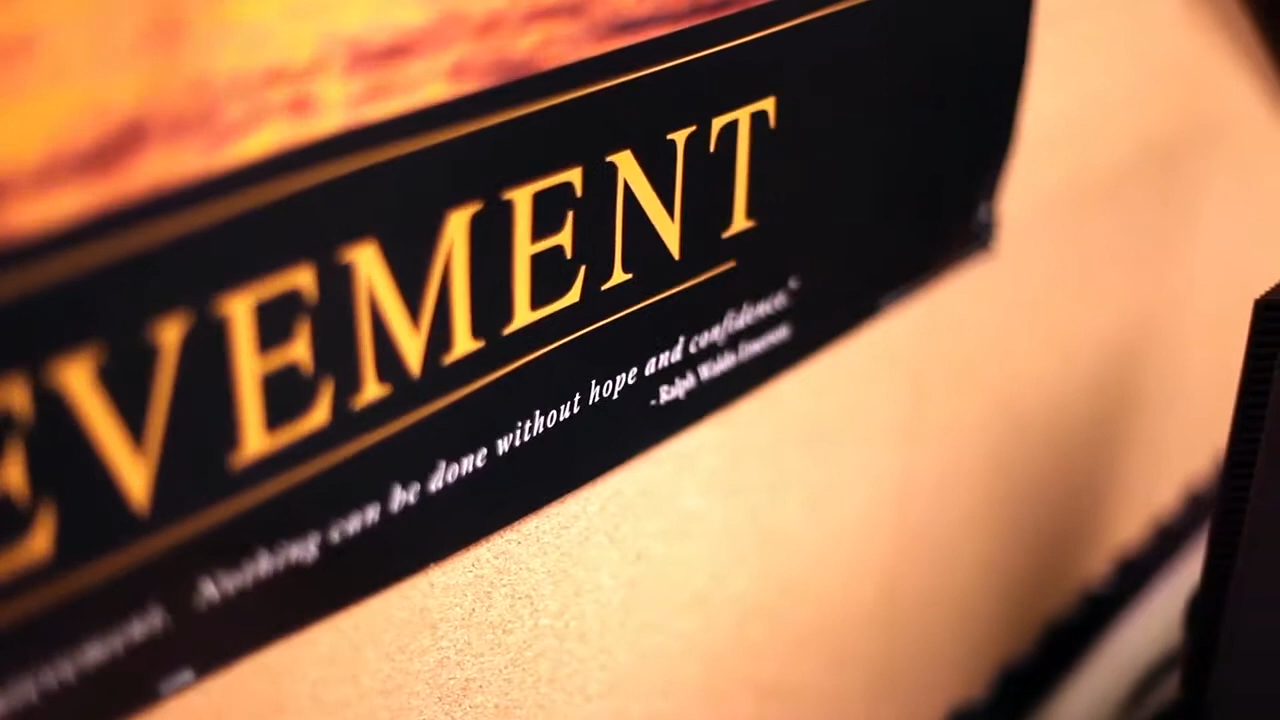 EVEMENT
Nothing can be done without hope and confidence."
- Ralph Waldo Emerson